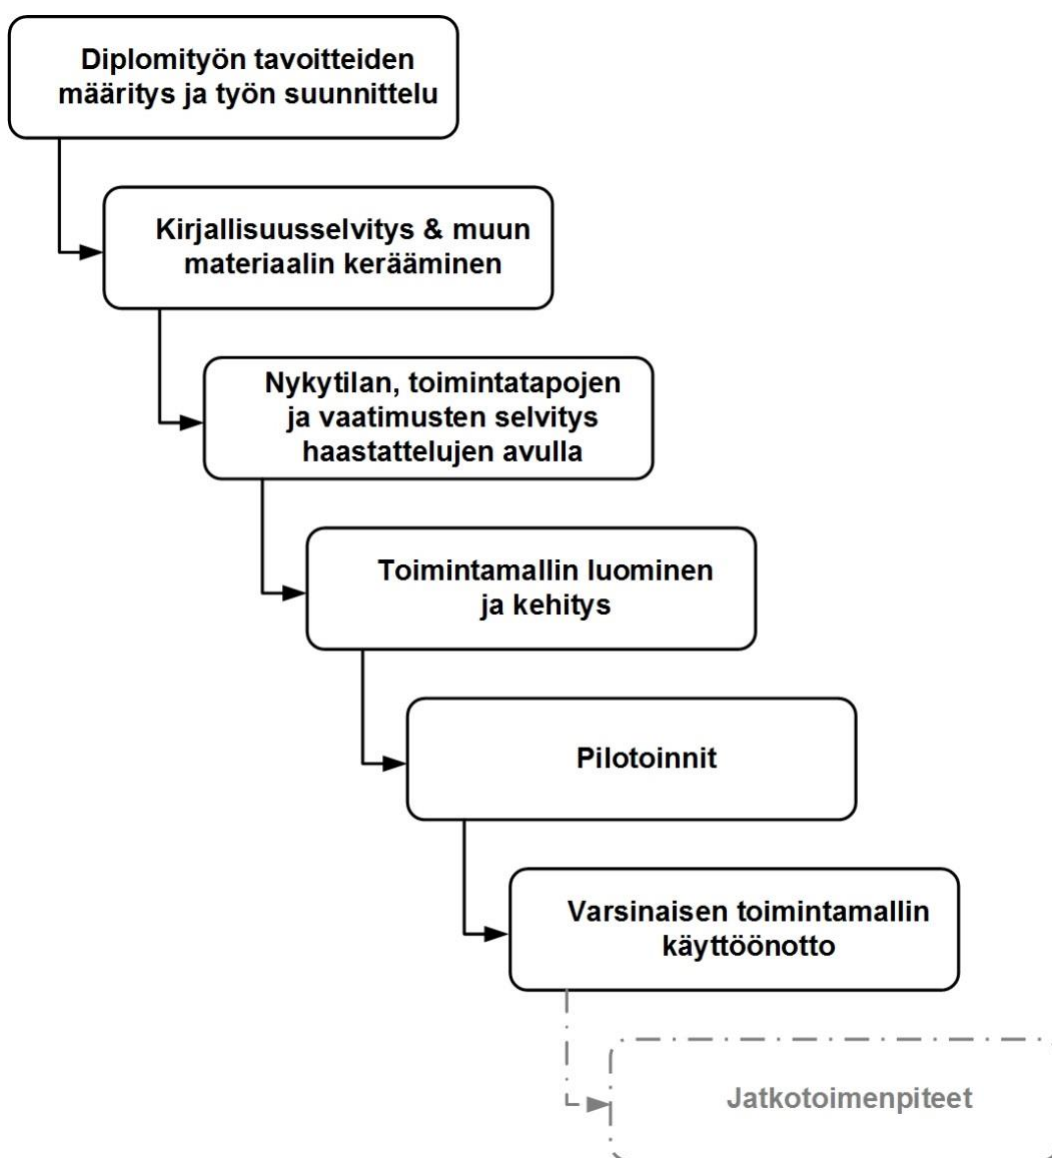 Diplomityön tavoitteiden
määritys ja työn suunnittelu
Kirjallisuusselvitys & muun
materiaalin kerääminen
Nykytilan, toimintatapojen
ja vaatimusten selvitys
haastattelujen avulla
Toimintamallin luominen
ja kehitys
Pilotoinnit
Varsinaisen toimintamallin
käyttöönotto
Jatkotoimenpiteet